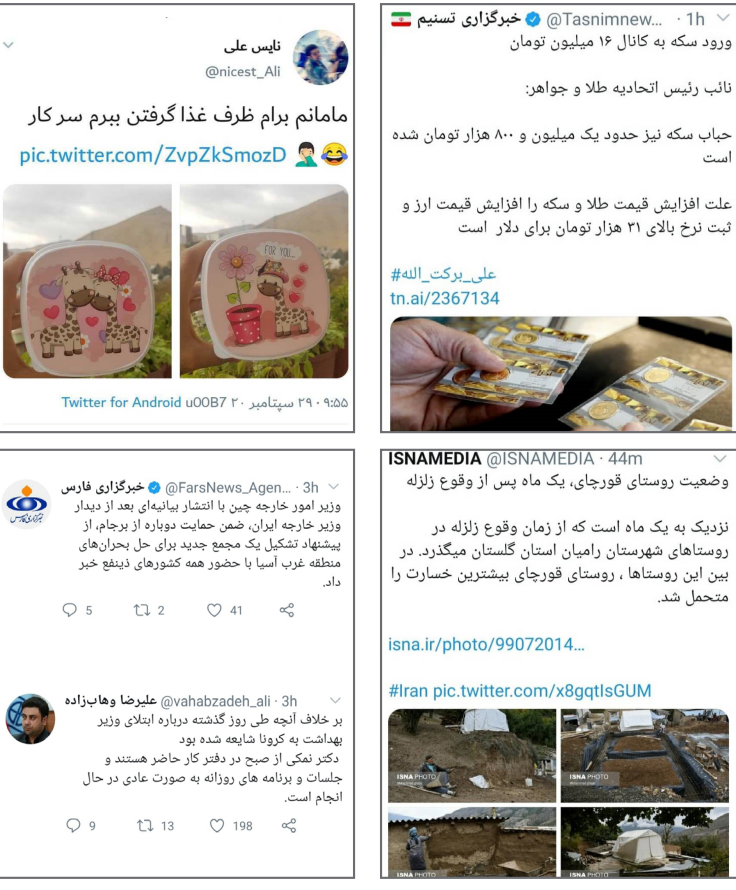 نایس علی
@nicest_Ali
مامانم برام ظرف غذا گرفتن ببرم سر کار
pic.twitter.com/ZvpZkSmozD
FOR YOU...
۹:۵۵ · ۲۹ سپتامبر ۲۰ u00B7 Twitter for Android
خبرگزاری تسنیم @Tasnimnew... · 1h
ورود سکه به کانال ۱۶ میلیون تومان
نائب رئیس اتحادیه طلا و جواهر:
حباب سکه نیز حدود یک میلیون و ۸۰۰ هزار تومان شده
است
علت افزایش قیمت طلا و سکه را افزایش قیمت ارز و
ثبت نرخ بالای ۳۱ هزار تومان برای دلار است
#علی_برکت_الله
tn.ai/2367134
خبرگزاری فارس @FarsNews_Agen... · 3h
خبرگزاری فارس
وزیر امور خارجه چین با انتشار بیانیه‌ای بعد از دیدار
وزیر خارجه ایران، ضمن حمایت دوباره از برجام، از
پیشنهاد تشکیل یک مجمع جدید برای حل بحران‌های
منطقه غرب آسیا با حضور همه کشورهای ذینفع خبر
داد.
5 2 41
علیرضا وهاب‌زاده @vahabzadeh_ali · 3h
بر خلاف آنچه طی روز گذشته درباره ابتلای وزیر
بهداشت به کرونا شایعه شده بود
دکتر نمکی از صبح در دفتر کار حاضر هستند و
جلسات و برنامه های روزانه به صورت عادی در حال
انجام است.
9 13 198
ISNAMEDIA @ISNAMEDIA · 44m
وضعیت روستای قورچای، یک ماه پس از وقوع زلزله
نزدیک به یک ماه است که از زمان وقوع زلزله در
روستاهای شهرستان رامیان استان گلستان میگذرد. در
بین این روستاها ، روستای قورچای بیشترین خسارت را
متحمل شد.
isna.ir/photo/99072014...
#Iran pic.twitter.com/x8gqtIsGUM
ISNA PHOTO
ISNA PHOTO
ISNA PHOTO
ISNA PHOTO